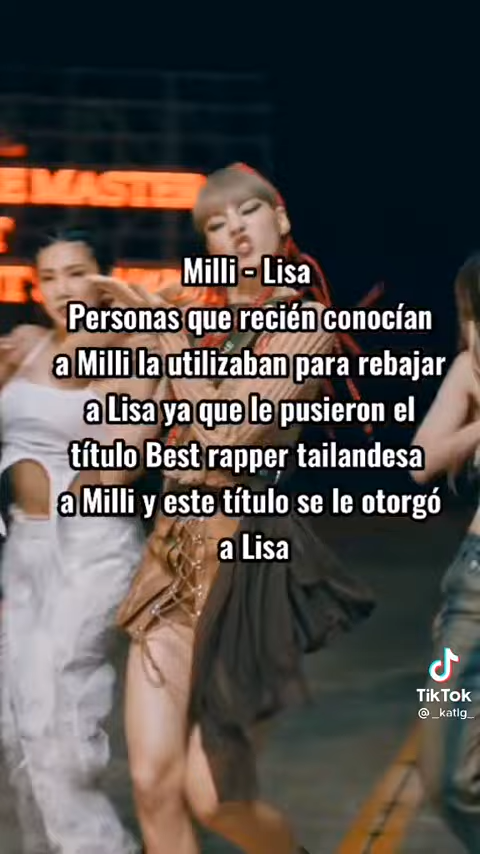 E MASTER
Milli - Lisa
Personas que recién conocían
a Milli la utilizaban para rebajar
a Lisa ya que le pusieron el
título Best rapper tailandesa
a Milli y este título se le otorgó
a Lisa
TikTok
@_katlg_